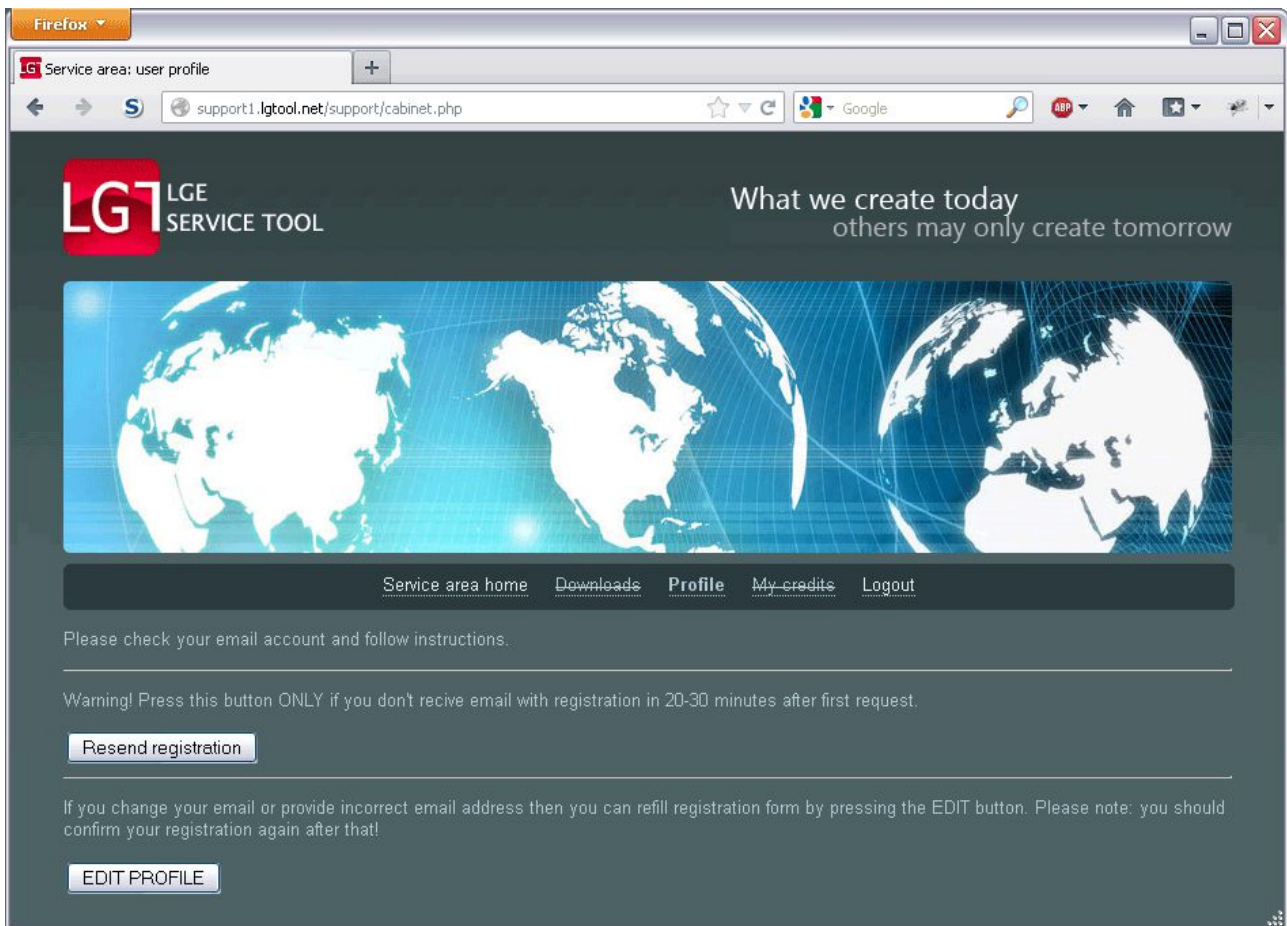 Firefox
LGT Service area: user profile
support1.lgtool.net/support/cabinet.php
Google
ABP
LGT
LGE
SERVICE TOOL
What we create today
others may only create tomorrow
Service area home Downloads Profile My credits Logout
Please check your email account and follow instructions.
Warning! Press this button ONLY if you don't recive email with registration in 20-30 minutes after first request.
Resend registration
If you change your email or provide incorrect email address then you can refill registration form by pressing the EDIT button. Please note: you should
confirm your registration again after that!
EDIT PROFILE